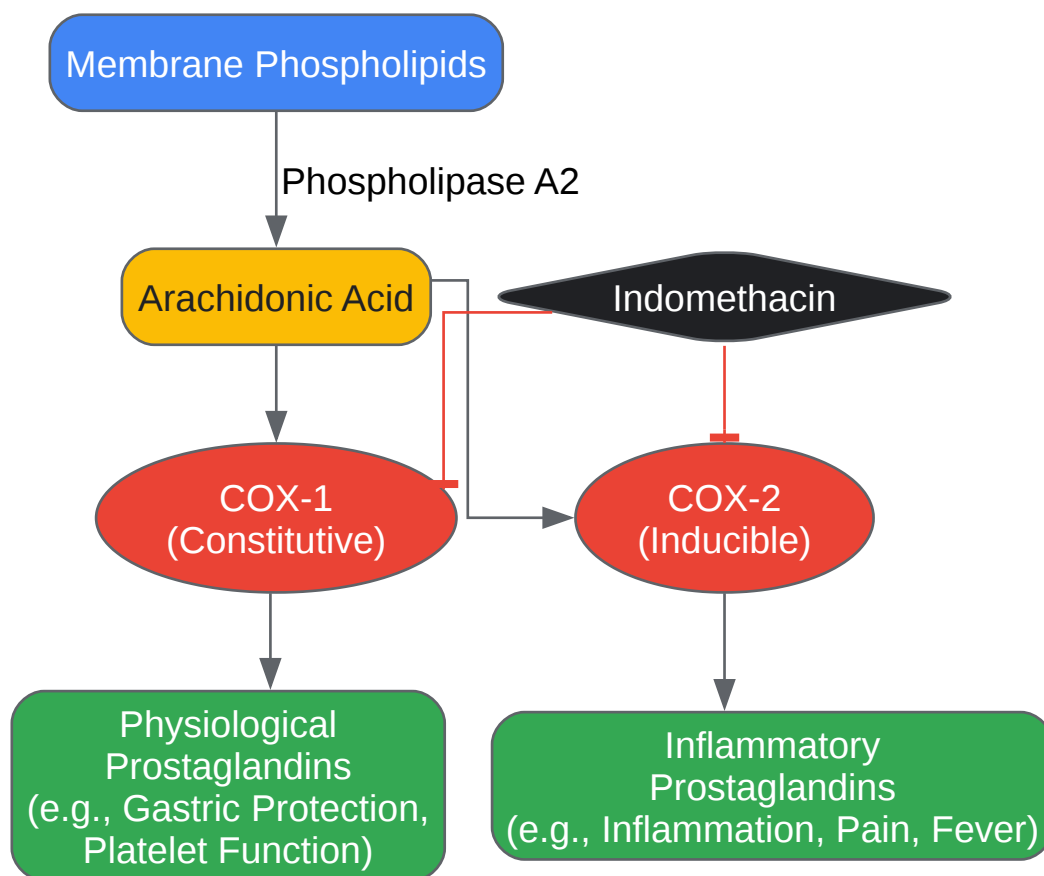 Membrane Phospholipids
Phospholipase A2
Arachidonic Acid
Indomethacin
COX-1
(Constitutive)
COX-2
(Inducible)
Physiological
Prostaglandins
(e.g., Gastric Protection,
Platelet Function)
Inflammatory
Prostaglandins
(e.g., Inflammation, Pain, Fever)